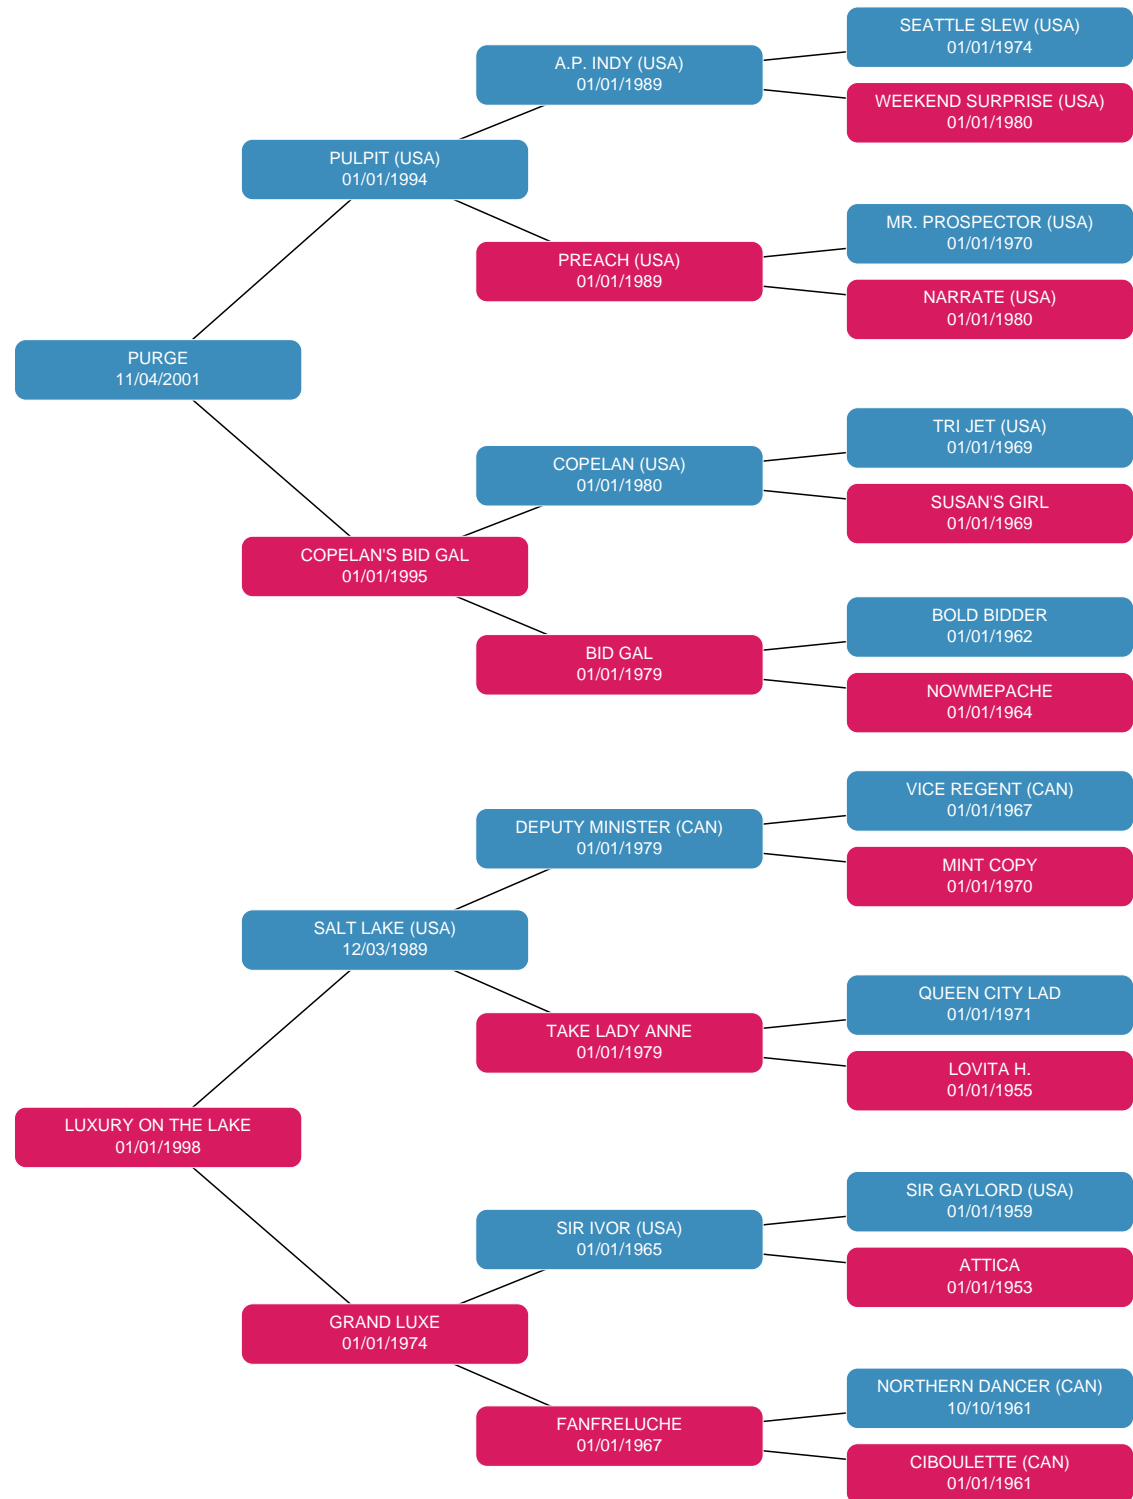 SEATTLE SLEW (USA)
01/01/1974
A.P. INDY (USA)
01/01/1989
WEEKEND SURPRISE (USA)
01/01/1980
PULPIT (USA)
01/01/1994
MR. PROSPECTOR (USA)
01/01/1970
PREACH (USA)
01/01/1989
NARRATE (USA)
01/01/1980
PURGE
11/04/2001
TRI JET (USA)
01/01/1969
COPELAN (USA)
01/01/1980
SUSAN'S GIRL
01/01/1969
COPELAN'S BID GAL
01/01/1995
BOLD BIDDER
01/01/1962
BID GAL
01/01/1979
NOWMEPACHE
01/01/1964
VICE REGENT (CAN)
01/01/1967
DEPUTY MINISTER (CAN)
01/01/1979
MINT COPY
01/01/1970
SALT LAKE (USA)
12/03/1989
QUEEN CITY LAD
01/01/1971
TAKE LADY ANNE
01/01/1979
LOVITA H.
01/01/1955
LUXURY ON THE LAKE
01/01/1998
SIR GAYLORD (USA)
01/01/1959
SIR IVOR (USA)
01/01/1965
ATTICA
01/01/1953
GRAND LUXE
01/01/1974
NORTHERN DANCER (CAN)
10/10/1961
FANFRELUCHE
01/01/1967
CIBOULETTE (CAN)
01/01/1961